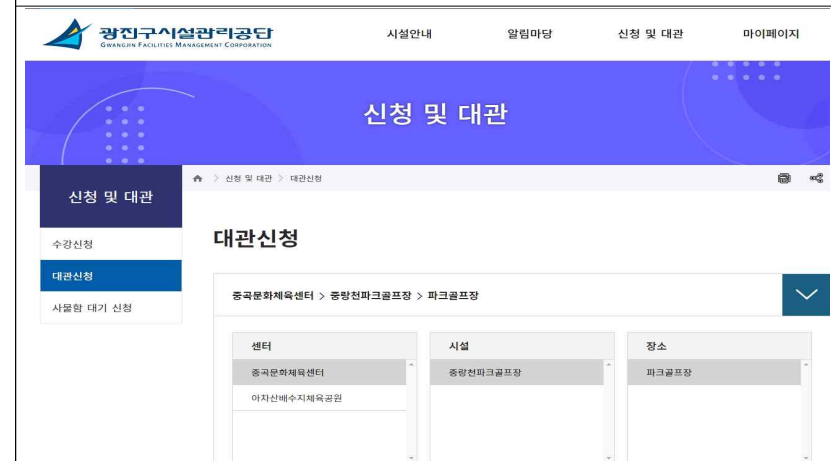 광진구시설관리공단
GWANGJIN FACILITIES MANAGEMENT CORPORATION
시설안내 알림마당 신청 및 대관 마이페이지
신청 및 대관
신청 및 대관 > 대관신청
신청 및 대관
수강신청
대관신청
사물함 대기 신청
대관신청
중곡문화체육센터 > 중랑천파크골프장 > 파크골프장
센터 시설 장소
중곡문화체육센터 중랑천파크골프장 파크골프장
아차산배수지체육공원